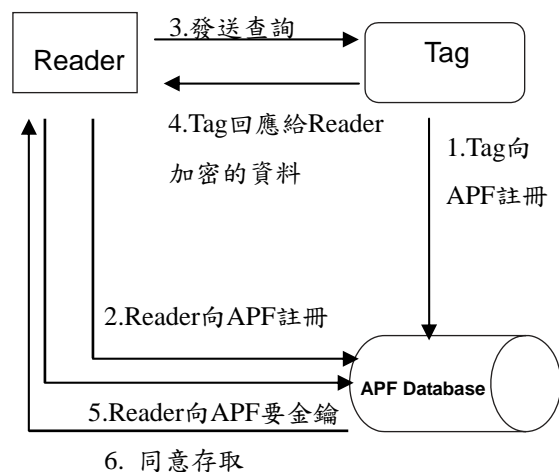 3.發送查詢
Reader
Tag
4.Tag回應給Reader
加密的資料
1.Tag向
APF註冊
2.Reader向APF註冊
APF Database
5.Reader向APF要金鑰
6. 同意存取